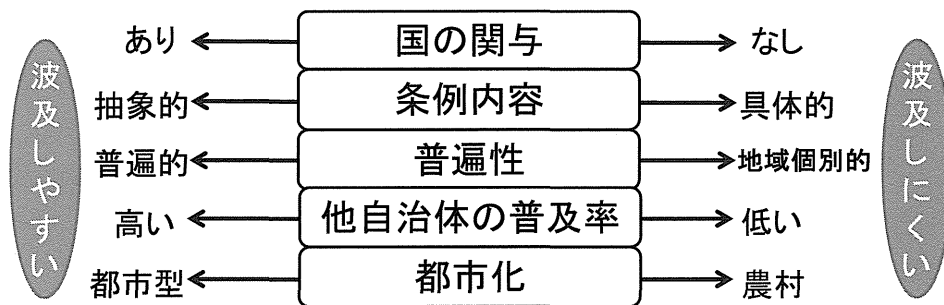 波及しやすい
あり 国の関与 なし
抽象的 条例内容 具体的
普遍的 普遍性 地域個別的
高い 他自治体の普及率 低い
都市型 都市化 農村
波及しにくい